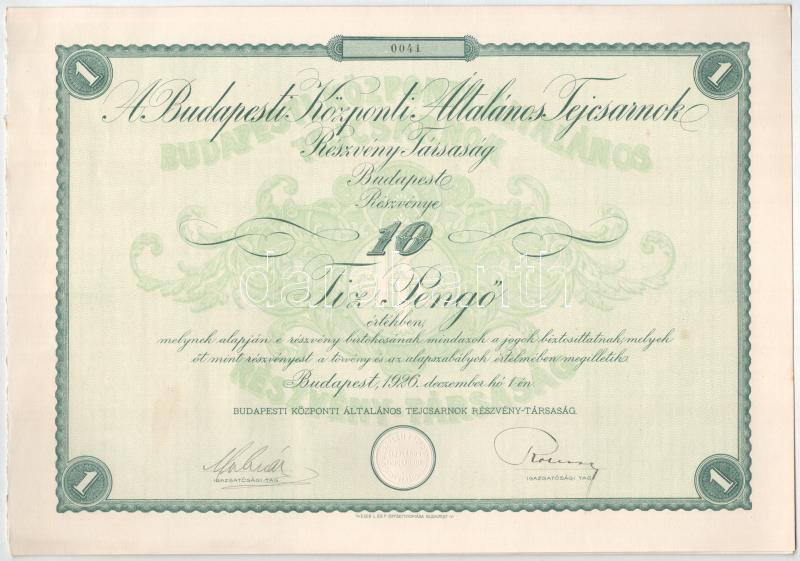 0041
1 1
A Budapesti Központi Általános Tejcsarnok
Részvény Társaság
Budapest
Részvénye
10
Tíz Pengő
értékben,
melynek alapján e részvény birtokosának mindazok a jogok biztosíttatnak, melyek
őt mint részvényest a törvény és az alapszabályok értelmében megilletik.
Budapest, 1926. december hó 1-én.
BUDAPESTI KÖZPONTI ÁLTALÁNOS TEJCSARNOK RÉSZVÉNY-TÁRSASÁG.
IGAZGATÓSÁGI TAG IGAZGATÓSÁGI TAG
1 1
darabanth